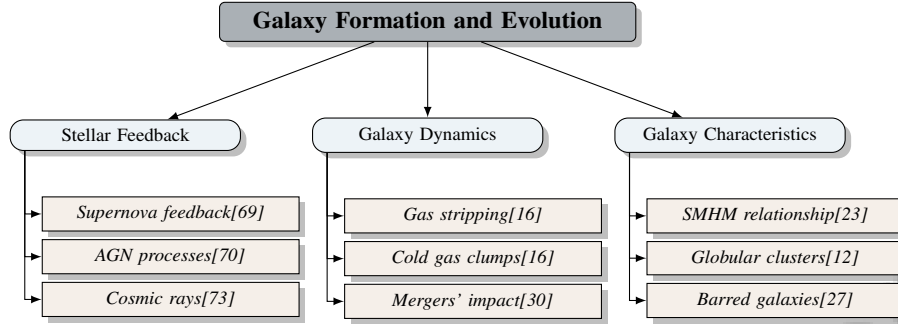 Galaxy Formation and Evolution
Stellar Feedback
Supernova feedback[69]
AGN processes[70]
Cosmic rays[73]
Galaxy Dynamics
Gas stripping[16]
Cold gas clumps[16]
Mergers' impact[30]
Galaxy Characteristics
SMHM relationship[23]
Globular clusters[12]
Barred galaxies[27]